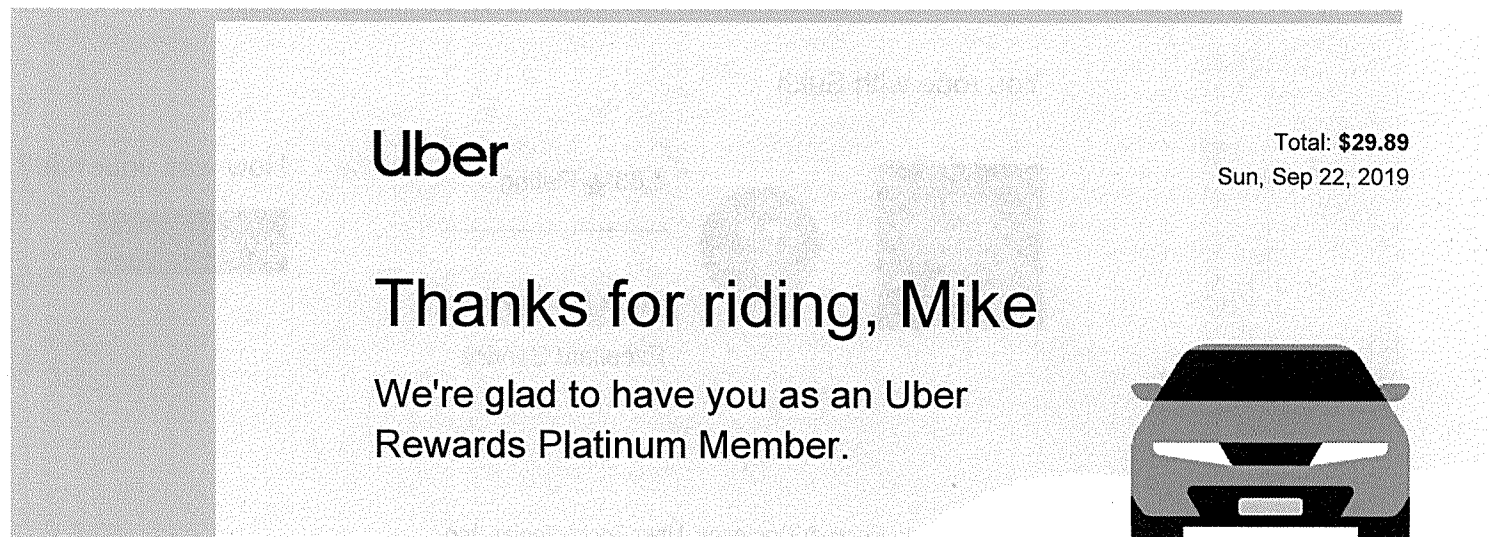 Uber
Total: $29.89
Sun, Sep 22, 2019
Thanks for riding, Mike
We're glad to have you as an Uber
Rewards Platinum Member.